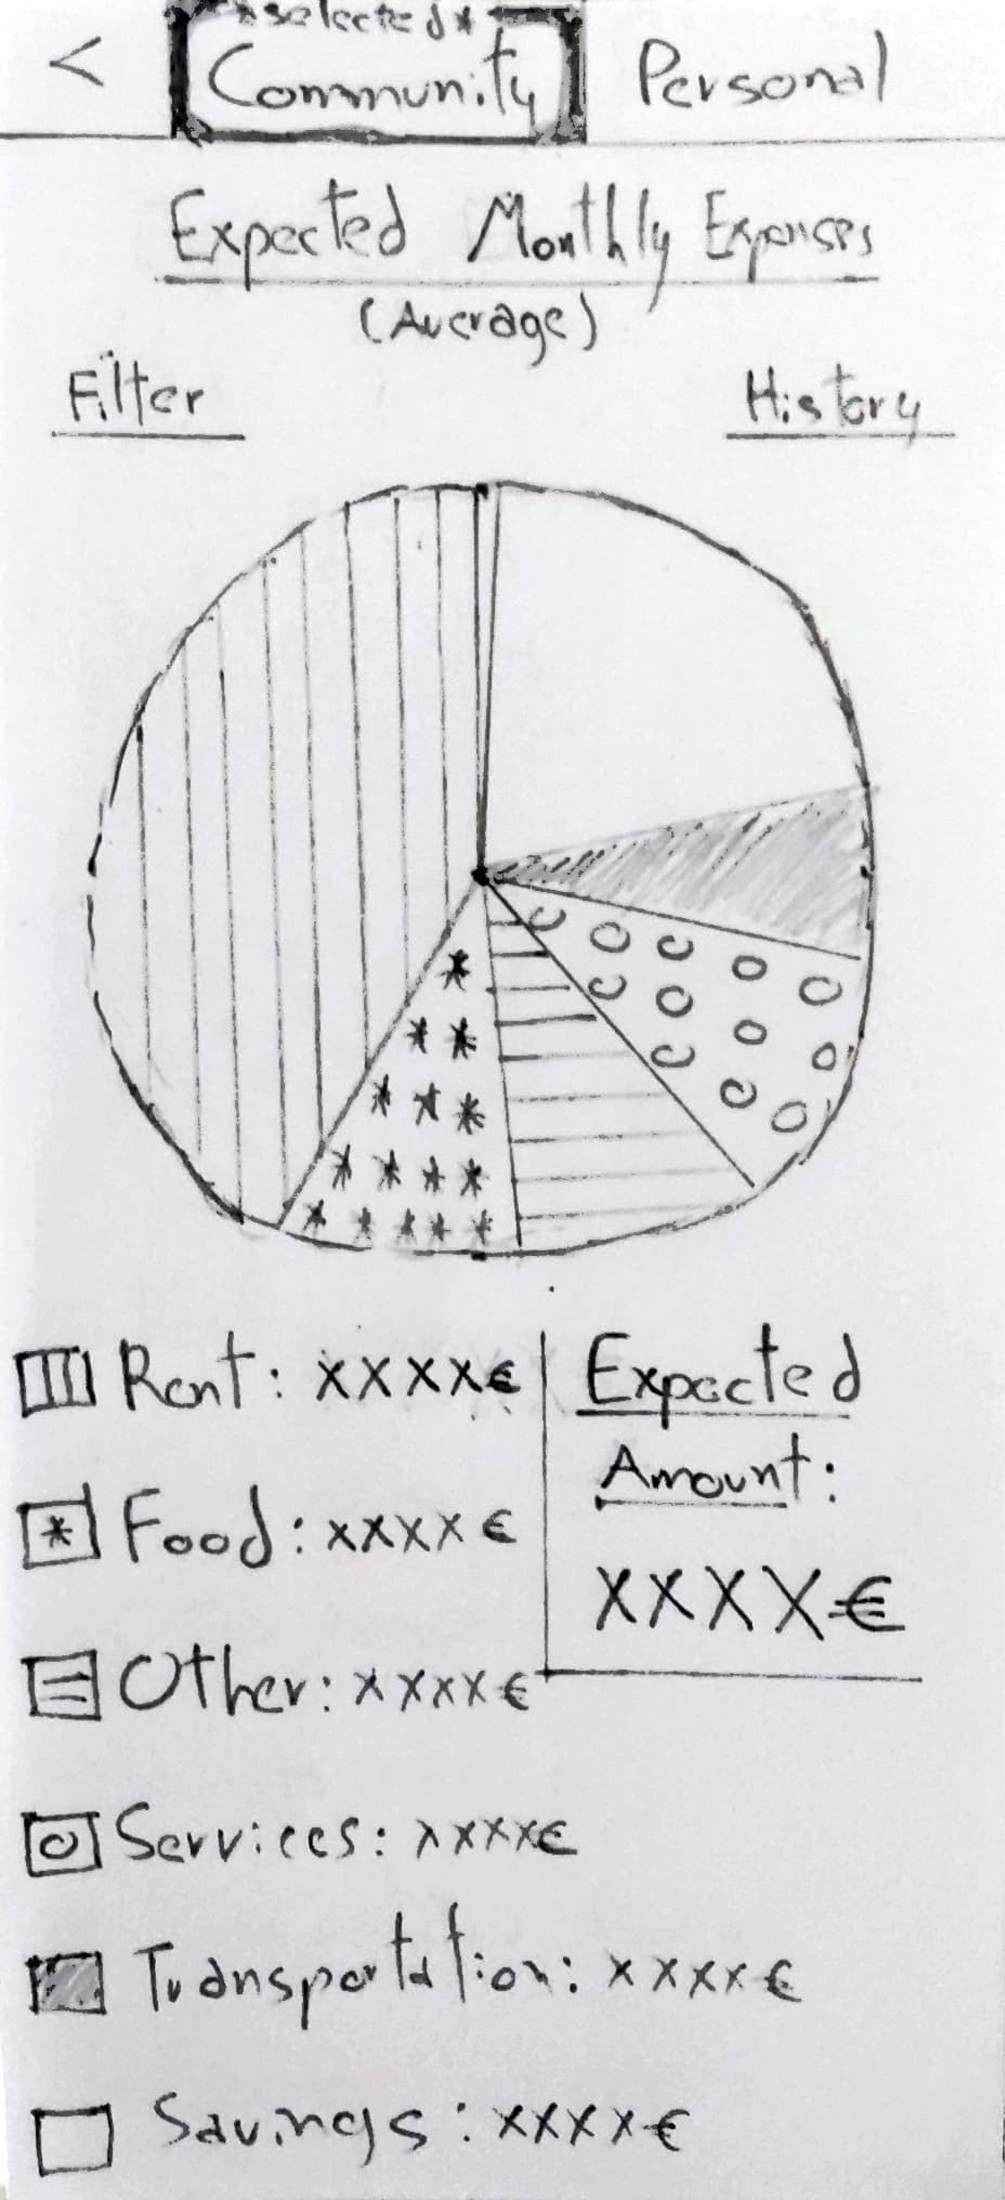 *selected*
< Community Personal
Expected Monthly Expenses
(Average)
Filter History
Rent: xxxx€
Expected
Amount:
XXXX€
Food: xxxx€
Other: xxxx€
Services: xxxx€
Transportation: xxxx€
Savings: xxxx€